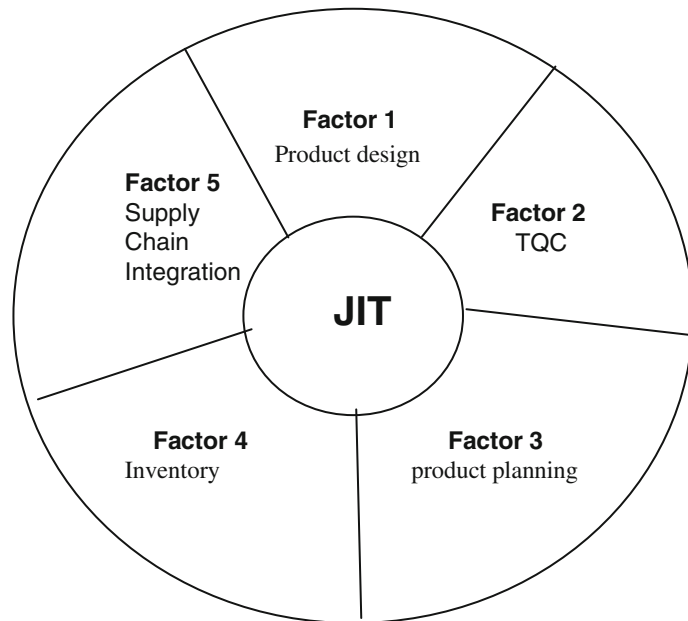 Factor 1
Product design
Factor 5
Supply
Chain
Integration
Factor 2
TQC
JIT
Factor 4
Inventory
Factor 3
product planning